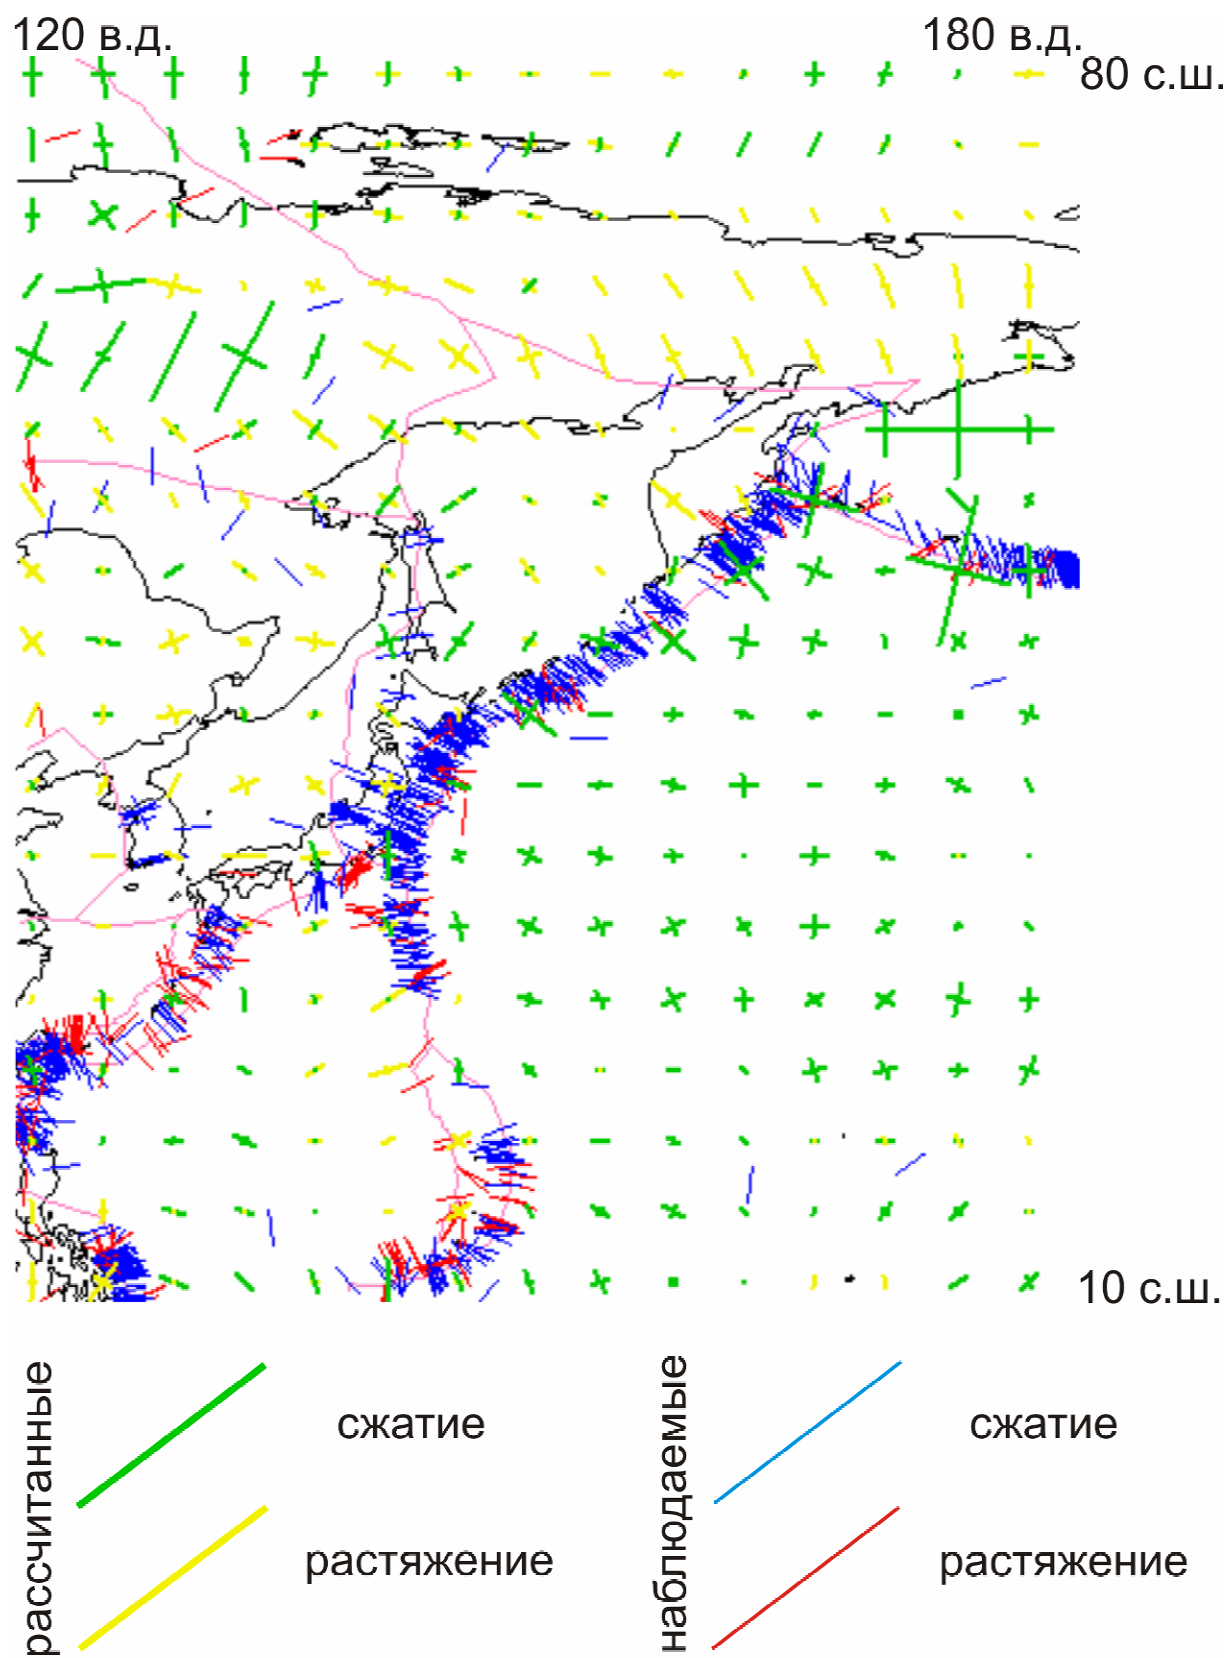 120 в.д.
180 в.д.
80 с.ш.
10 с.ш.
рассчитанные
сжатие
растяжение
наблюдаемые
сжатие
растяжение